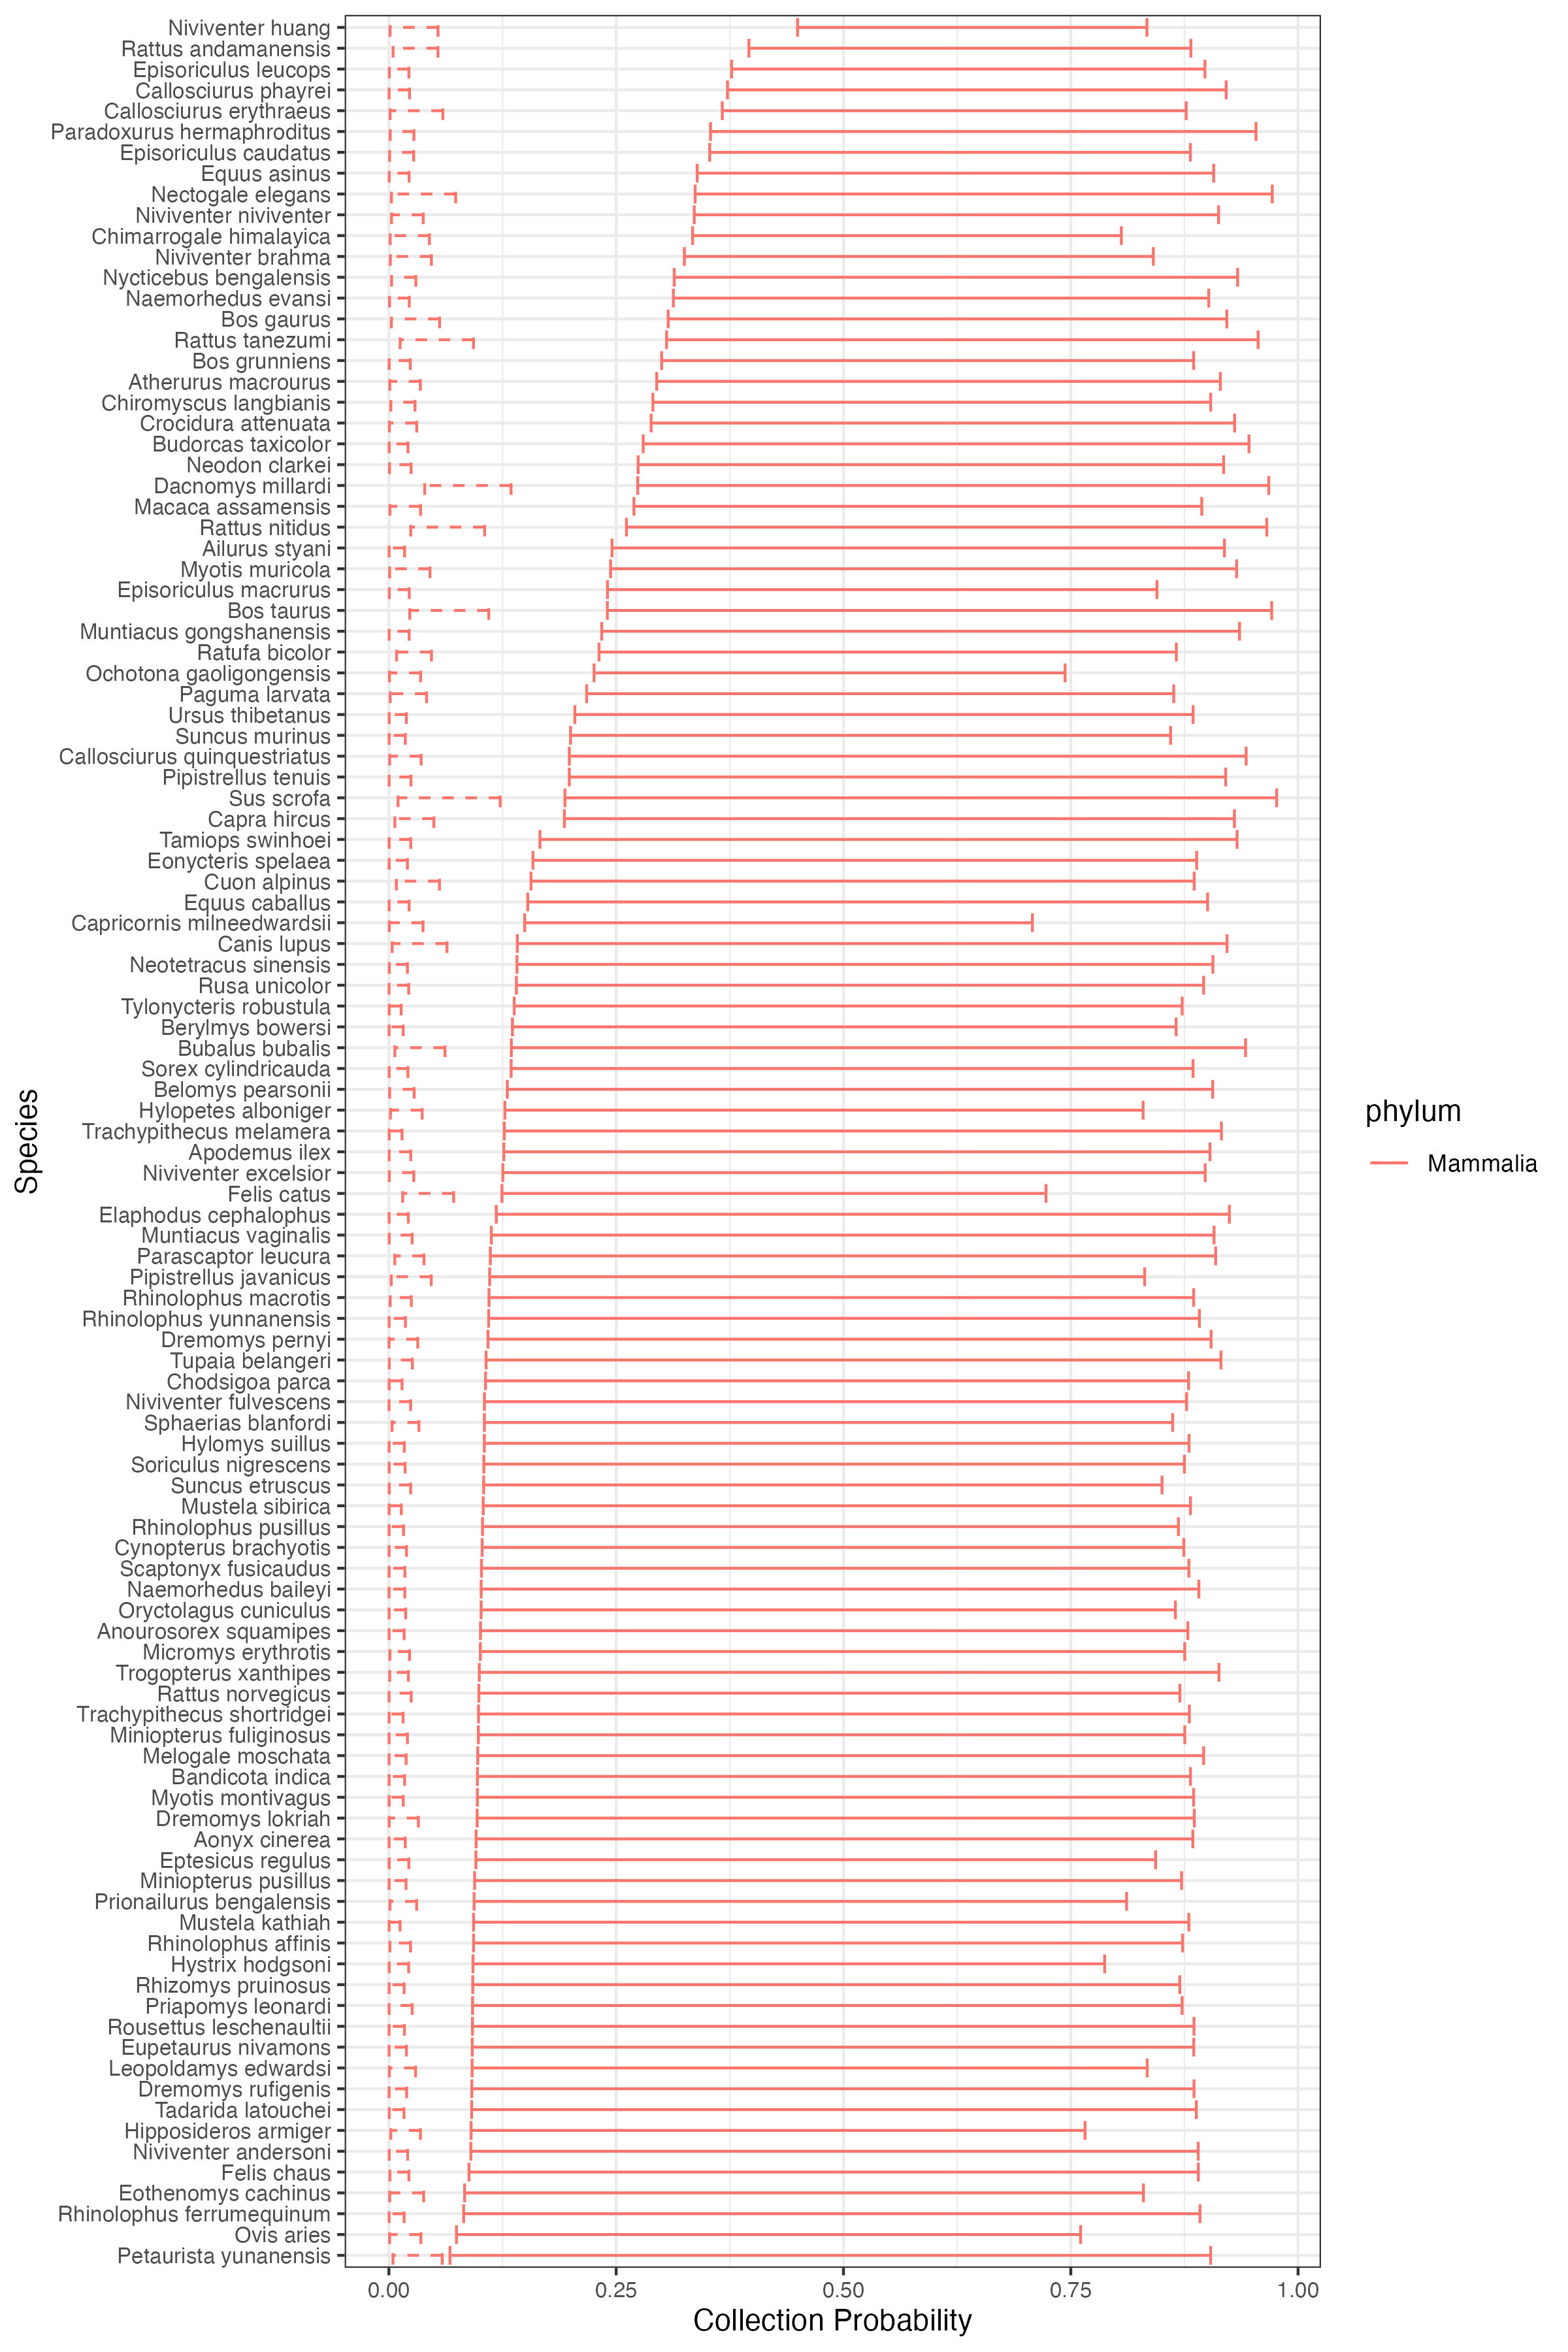 Niviventer huang
Rattus andamanensis
Episoriculus leucops
Callosciurus phayrei
Callosciurus erythraeus
Paradoxurus hermaphroditus
Episoriculus caudatus
Equus asinus
Nectogale elegans
Niviventer niviventer
Chimarrogale himalayica
Niviventer brahma
Nycticebus bengalensis
Naemorhedus evansi
Bos gaurus
Rattus tanezumi
Bos grunniens
Atherurus macrourus
Chiromyscus langbianis
Crocidura attenuata
Budorcas taxicolor
Neodon clarkei
Dacnomys millardi
Macaca assamensis
Rattus nitidus
Ailurus styani
Myotis muricola
Episoriculus macrurus
Bos taurus
Muntiacus gongshanensis
Ratufa bicolor
Ochotona gaoligongensis
Paguma larvata
Ursus thibetanus
Suncus murinus
Callosciurus quinquestriatus
Pipistrellus tenuis
Sus scrofa
Capra hircus
Tamiops swinhoei
Eonycteris spelaea
Cuon alpinus
Equus caballus
Capricornis milneedwardsii
Canis lupus
Neotetracus sinensis
Rusa unicolor
Tylonycteris robustula
Berylmys bowersi
Bubalus bubalis
Sorex cylindricauda
Belomys pearsonii
Hylopetes alboniger
Trachypithecus melamera
Apodemus ilex
Niviventer excelsior
Felis catus
Elaphodus cephalophus
Muntiacus vaginalis
Parascaptor leucura
Pipistrellus javanicus
Rhinolophus macrotis
Rhinolophus yunnanensis
Dremomys pernyi
Tupaia belangeri
Chodsigoa parca
Niviventer fulvescens
Sphaerias blanfordi
Hylomys suillus
Soriculus nigrescens
Suncus etruscus
Mustela sibirica
Rhinolophus pusillus
Cynopterus brachyotis
Scaptonyx fusicaudus
Naemorhedus baileyi
Oryctolagus cuniculus
Anourosorex squamipes
Micromys erythrotis
Trogopterus xanthipes
Rattus norvegicus
Trachypithecus shortridgei
Miniopterus fuliginosus
Melogale moschata
Bandicota indica
Myotis montivagus
Dremomys lokriah
Aonyx cinerea
Eptesicus regulus
Miniopterus pusillus
Prionailurus bengalensis
Mustela kathiah
Rhinolophus affinis
Hystrix hodgsoni
Rhizomys pruinosus
Priapomys leonardi
Rousettus leschenaultii
Eupetaurus nivamons
Leopoldamys edwardsi
Dremomys rufigenis
Tadarida latouchei
Hipposideros armiger
Niviventer andersoni
Felis chaus
Eothenomys cachinus
Rhinolophus ferrumequinum
Ovis aries
Petaurista yunanensis
0.00 0.25 0.50 0.75 1.00
Collection Probability
Species
phylum
Mammalia